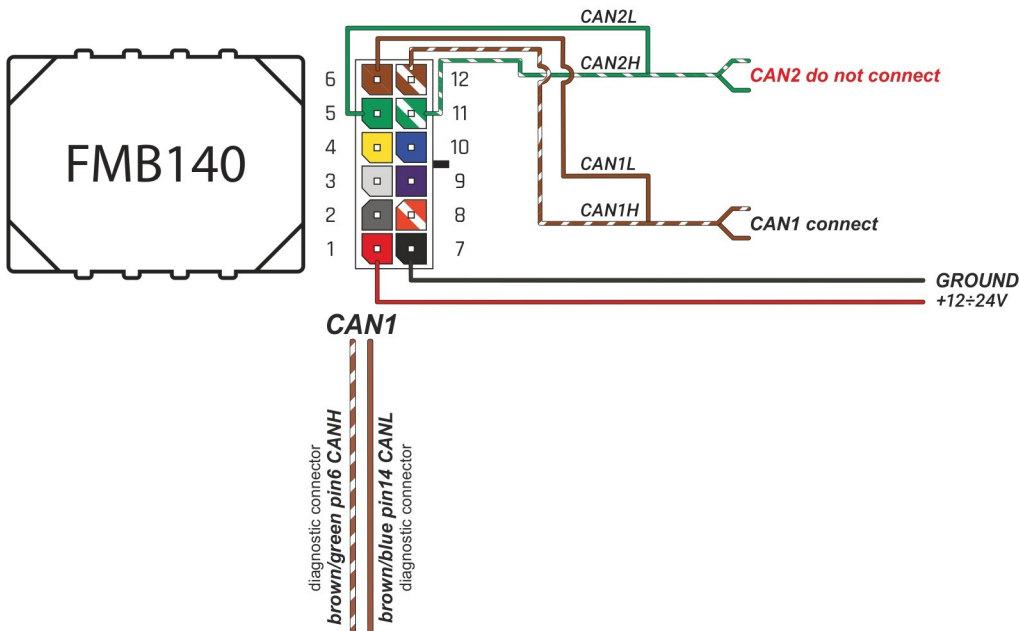 CAN2L
CAN2H
CAN2 do not connect
6 12
5 11
4 10
3 9
2 8
1 7
FMB140
CAN1L
CAN1H
CAN1 connect
GROUND
+12÷24V
CAN1
diagnostic connector
brown/green pin6 CANH
brown/blue pin14 CANL
diagnostic connector